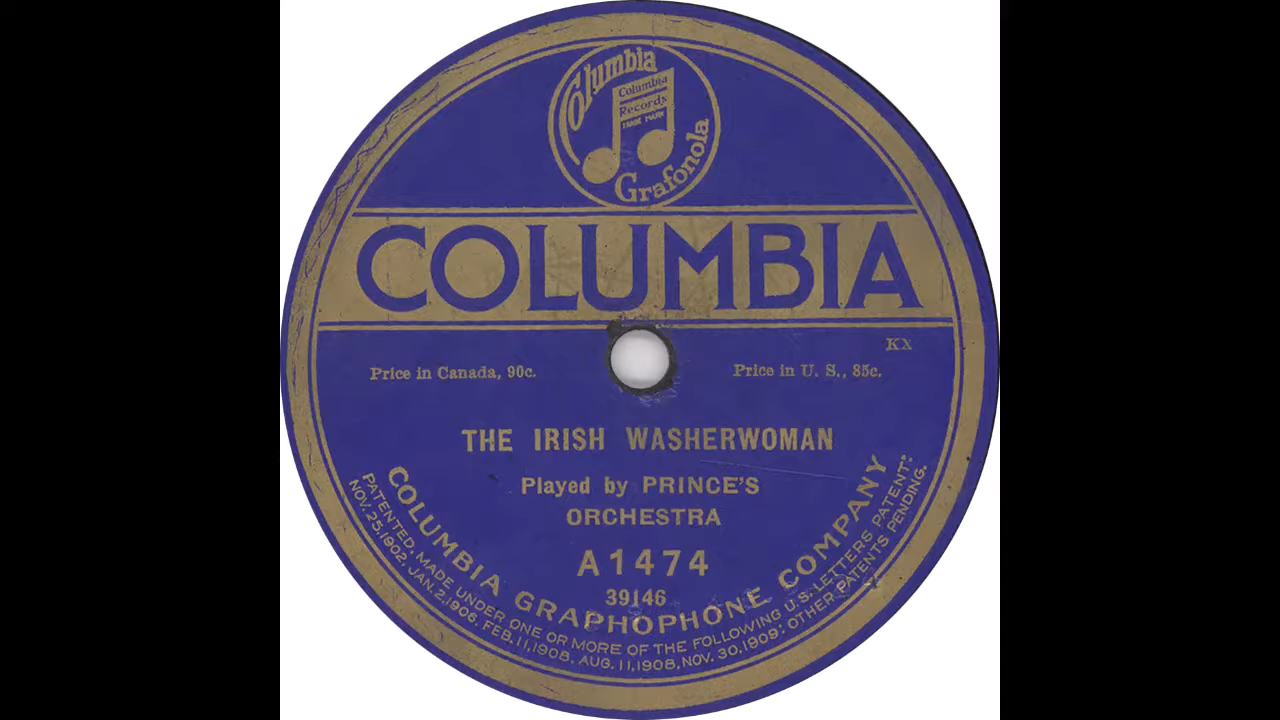 Columbia
Columbia
Records
TRADE MARK
Grafonola
COLUMBIA
KX
Price in Canada, 90c.
Price in U. S., 85c.
THE IRISH WASHERWOMAN
Played by PRINCE'S
ORCHESTRA
A1474
39146
COLUMBIA GRAPHOPHONE COMPANY
PATENTED, MADE UNDER ONE OR MORE OF THE FOLLOWING U.S. LETTERS PATENT:
NOV. 25, 1902, JAN. 2, 1906, FEB. 11, 1908, AUG. 11, 1908, NOV. 30, 1909; OTHER PATENTS PENDING.